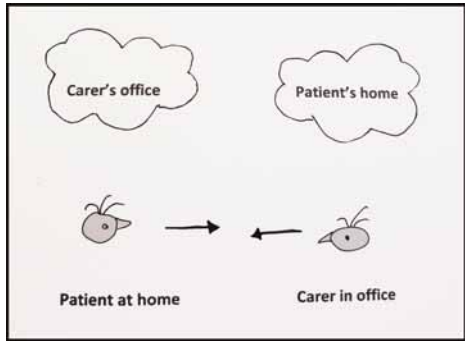 Carer's office
Patient's home
Patient at home
Carer in office